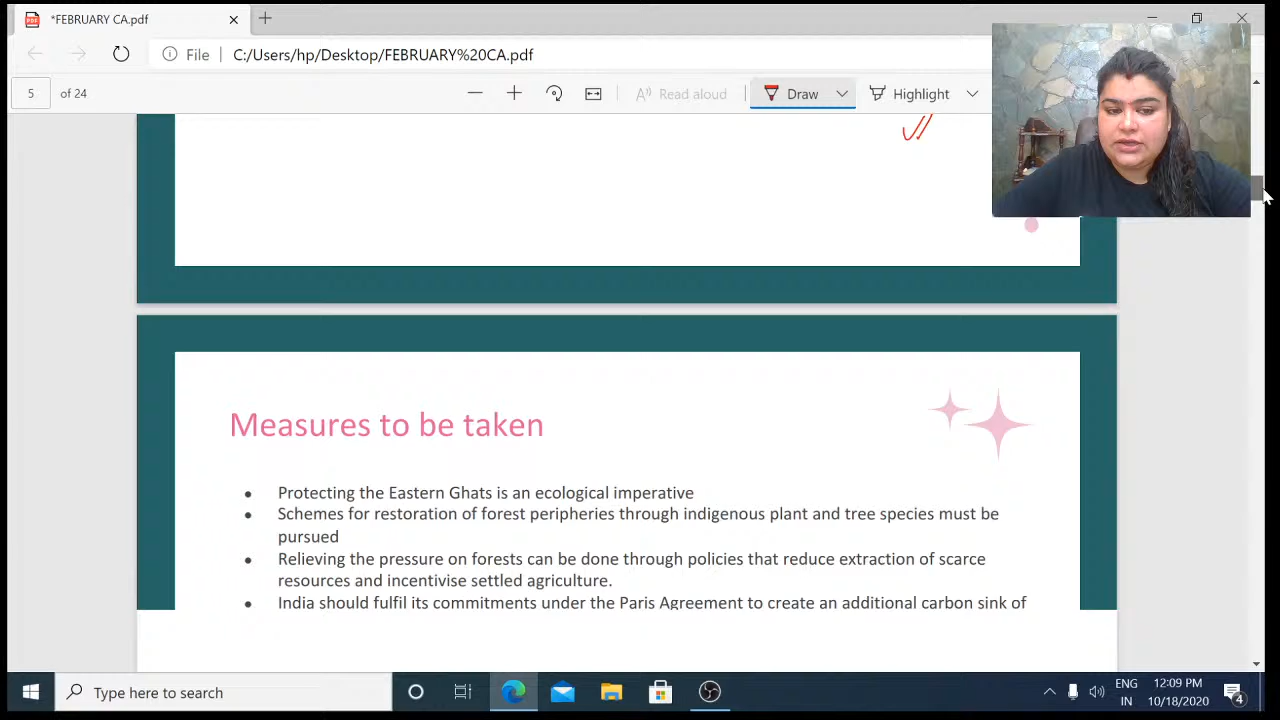 *FEBRUARY CA.pdf
File C:/Users/hp/Desktop/FEBRUARY%20CA.pdf
5 of 24 Read aloud Draw Highlight
Measures to be taken
• Protecting the Eastern Ghats is an ecological imperative
• Schemes for restoration of forest peripheries through indigenous plant and tree species must be
pursued
• Relieving the pressure on forests can be done through policies that reduce extraction of scarce
resources and incentivise settled agriculture.
• India should fulfil its commitments under the Paris Agreement to create an additional carbon sink of
Type here to search
ENG
IN
12:09 PM
10/18/2020
4